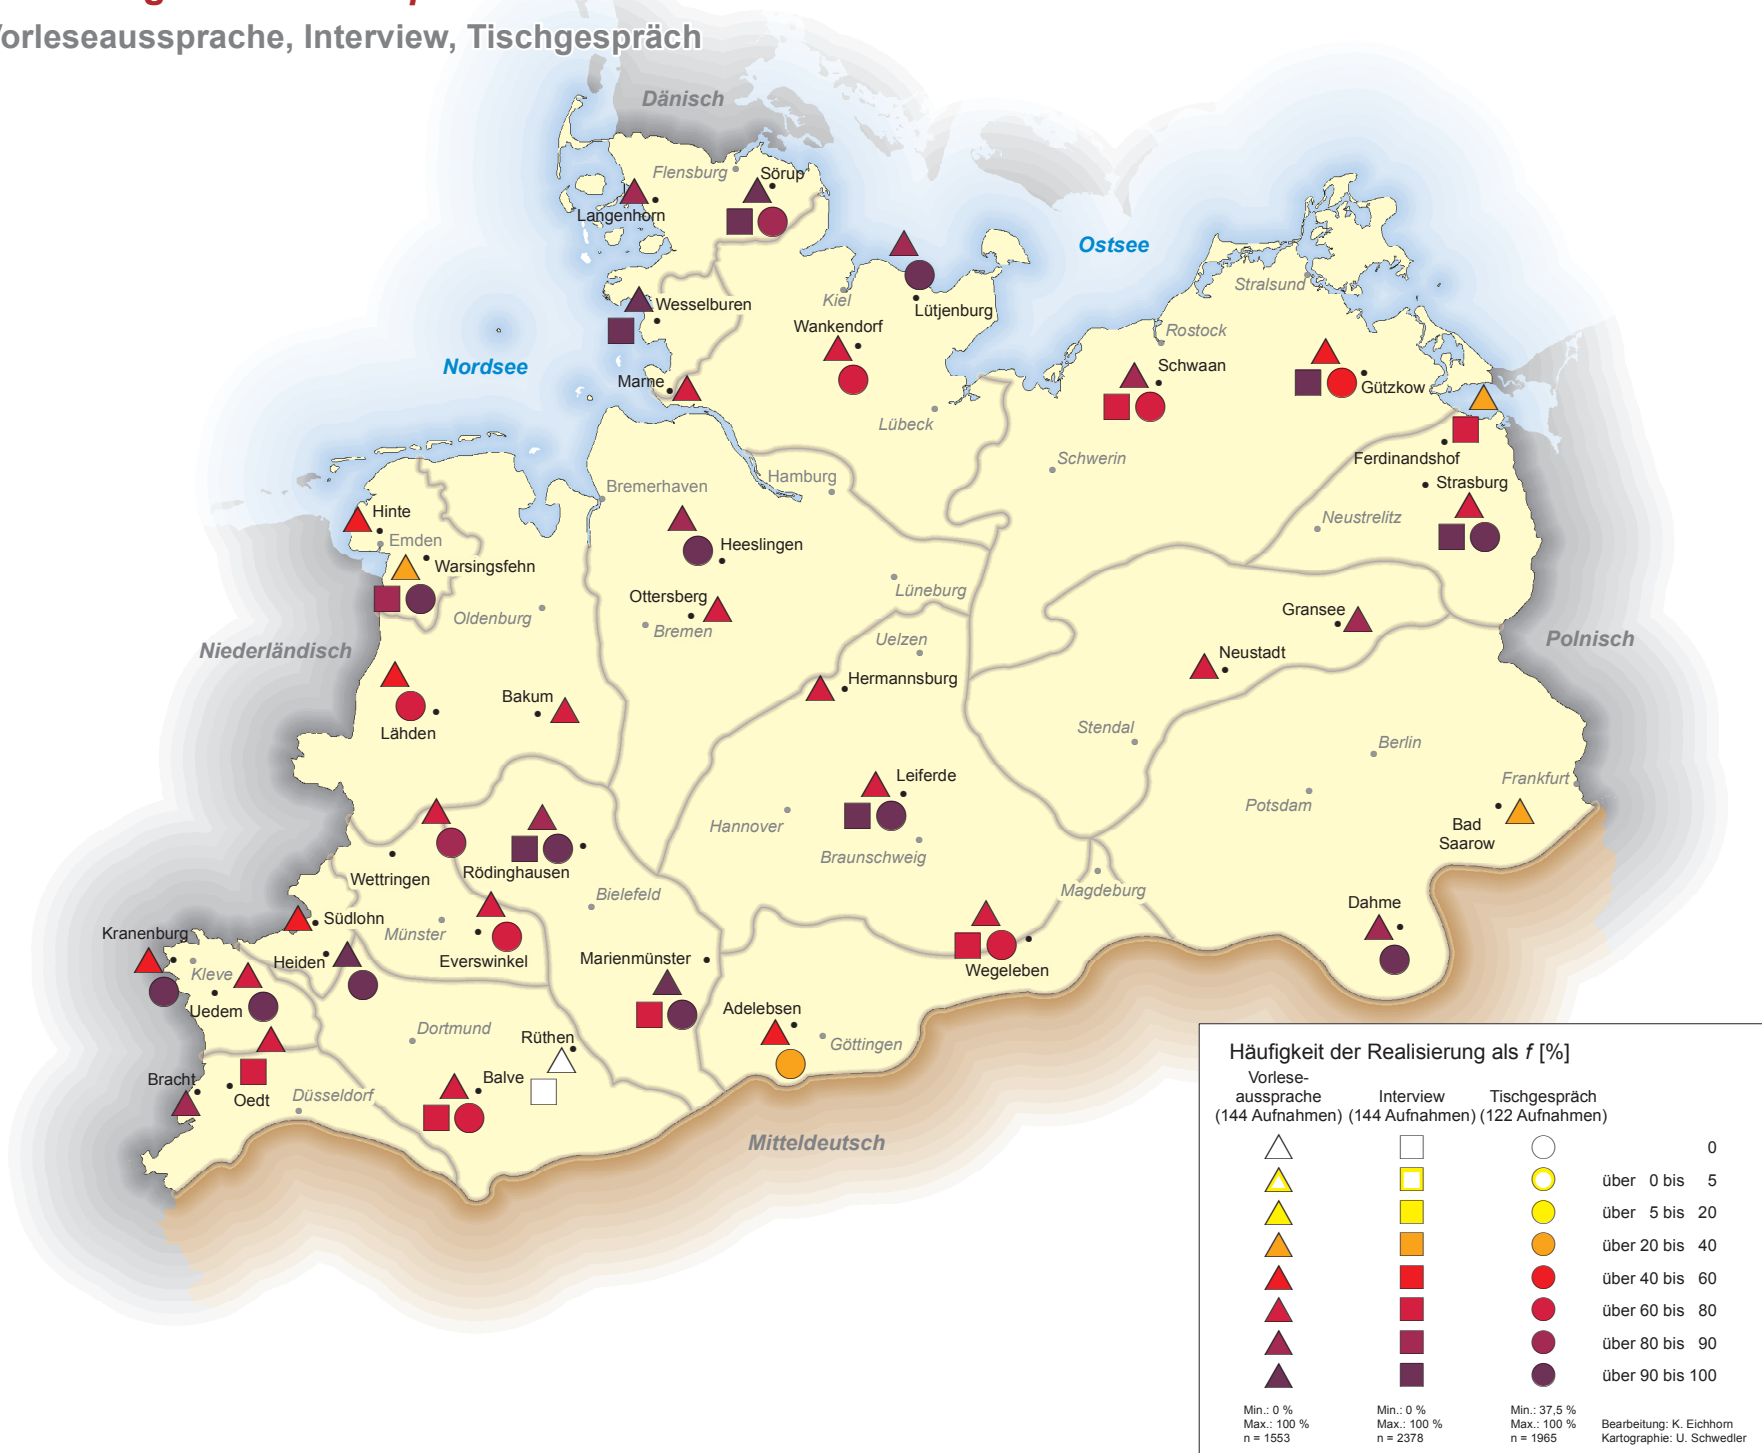 Vorleseaussprache, Interview, Tischgespräch
Dänisch
Flensburg
Sörup
Langenhorn
Ostsee
Stralsund
Wesselburen
Kiel
Lütjenburg
Wankendorf
Rostock
Nordsee
Schwaan
Marne
Gützkow
Lübeck
Schwerin
Ferdinandshof
Hamburg
Strasburg
Bremerhaven
Hinte
Neustrelitz
Emden
Heeslingen
Warsingsfehn
Lüneburg
Ottersberg
Gransee
Oldenburg
Bremen
Uelzen
Polnisch
Niederländisch
Neustadt
Hermannsburg
Bakum
Stendal
Lähden
Berlin
Leiferde
Frankfurt
Potsdam
Hannover
Bad
Saarow
Braunschweig
Wettringen
Rödinghausen
Bielefeld
Magdeburg
Dahme
Südlohn
Kranenburg
Münster
Heiden
Everswinkel
Marienmünster
Wegeleben
Kleve
Uedem
Adelebsen
Dortmund
Rüthen
Göttingen
Bracht
Balve
Oedt
Düsseldorf
Mitteldeutsch
Häufigkeit der Realisierung als f [%]
Vorlese-
aussprache Interview Tischgespräch
(144 Aufnahmen) (144 Aufnahmen) (122 Aufnahmen)
0
über 0 bis 5
über 5 bis 20
über 20 bis 40
über 40 bis 60
über 60 bis 80
über 80 bis 90
über 90 bis 100
Min.: 0 % Min.: 0 % Min.: 37,5 %
Max.: 100 % Max.: 100 % Max.: 100 % Bearbeitung: K. Eichhorn
n = 1553 n = 2378 n = 1965 Kartographie: U. Schwedler